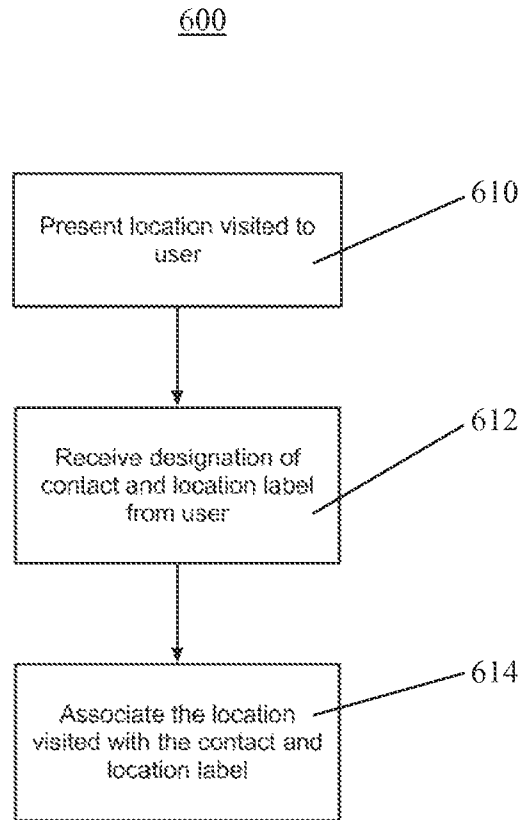 600
610
Present location visited to
user
612
Receive designation of
contact and location label
from user
614
Associate the location
visited with the contact and
location label